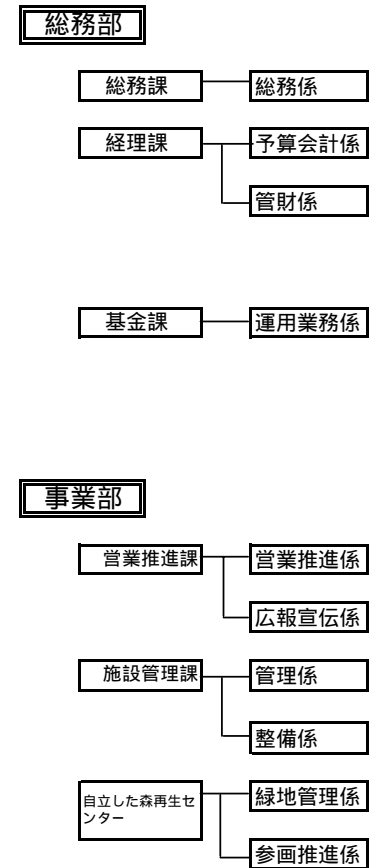 総務部
総務課
総務係
経理課
予算会計係
管財係
基金課
運用業務係
事業部
営業推進課
営業推進係
広報宣伝係
施設管理課
管理係
整備係
自立した森再生セ
ンター
緑地管理係
参画推進係